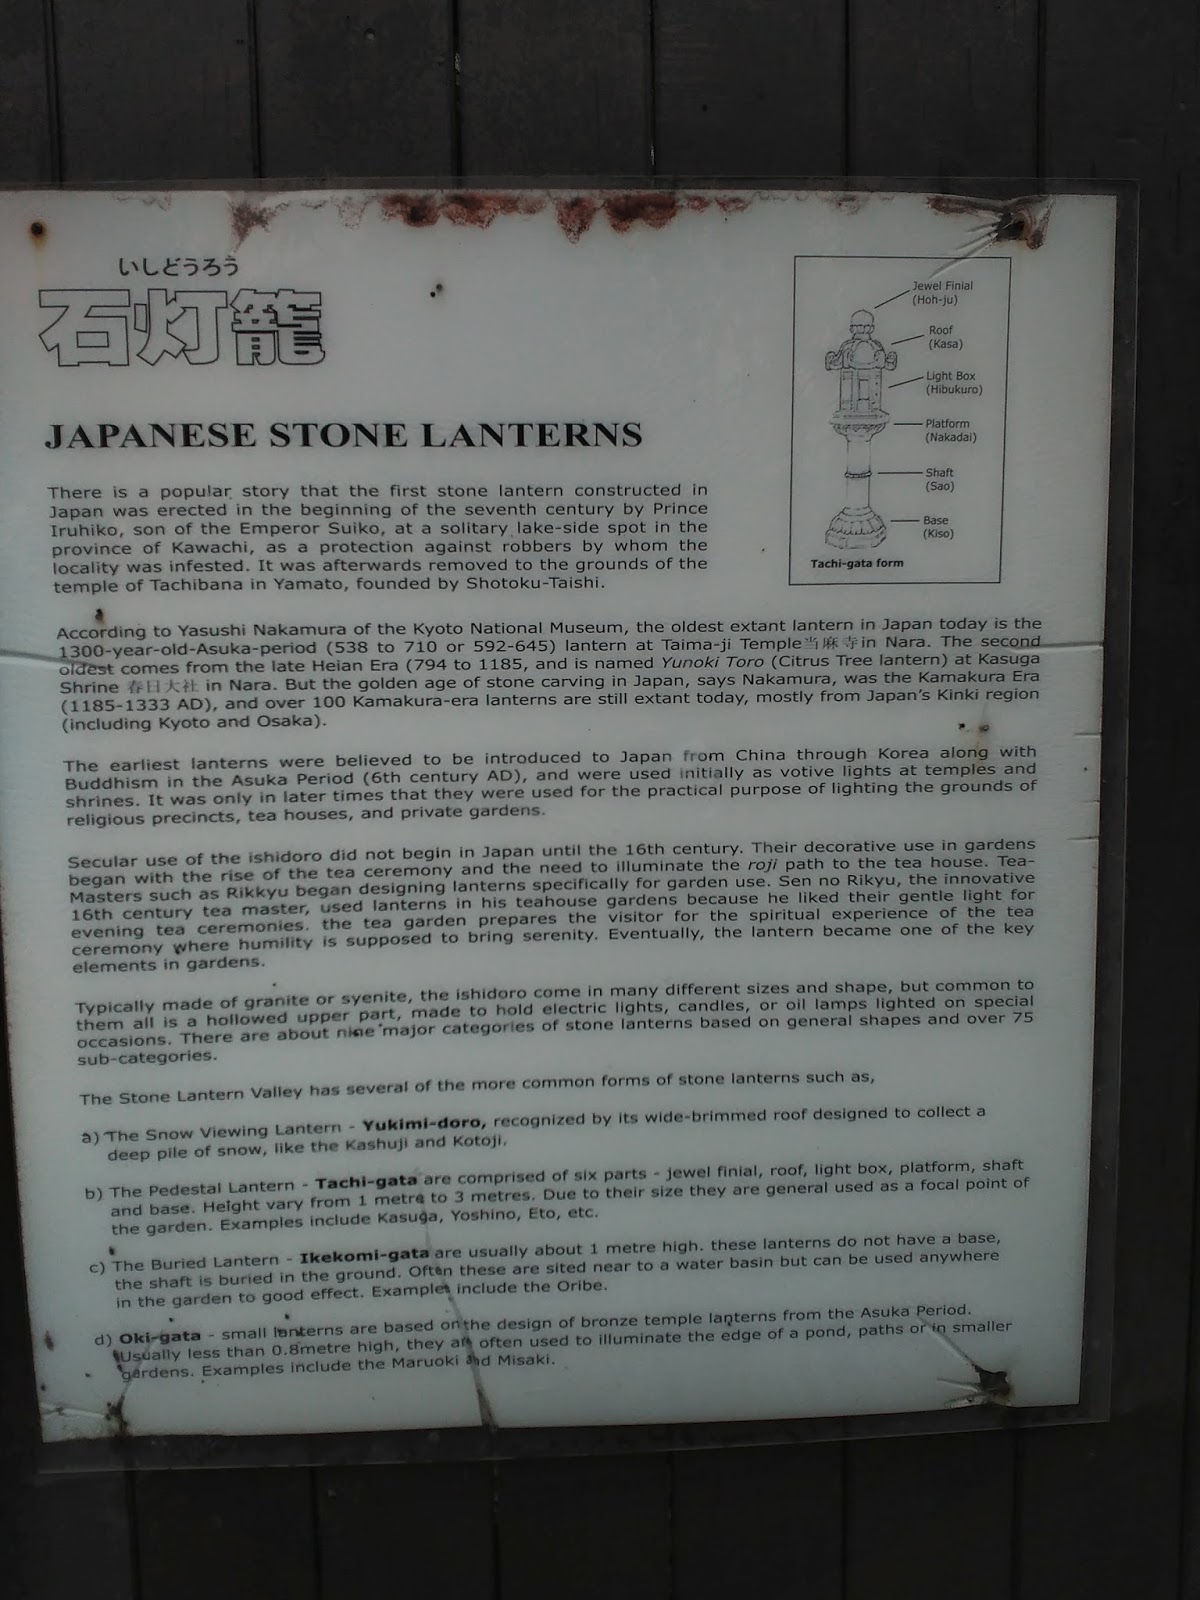 いしどうろう
石灯籠
Jewel Finial
(Hoh-ju)
Roof
(Kasa)
Light Box
(Hibukuro)
Platform
(Nakadai)
Shaft
(Sao)
Base
(Kiso)
Tachi-gata form
JAPANESE STONE LANTERNS
There is a popular story that the first stone lantern constructed in
Japan was erected in the beginning of the seventh century by Prince
Iruhiko, son of the Emperor Suiko, at a solitary lake-side spot in the
province of Kawachi, as a protection against robbers by whom the
locality was infested. It was afterwards removed to the grounds of the
temple of Tachibana in Yamato, founded by Shotoku-Taishi.
According to Yasushi Nakamura of the Kyoto National Museum, the oldest extant lantern in Japan today is the
1300-year-old-Asuka-period (538 to 710 or 592-645) lantern at Taima-ji Temple当麻寺in Nara. The second
oldest comes from the late Heian Era (794 to 1185, and is named Yunoki Toro (Citrus Tree lantern) at Kasuga
Shrine 春日大社 in Nara. But the golden age of stone carving in Japan, says Nakamura, was the Kamakura Era
(1185-1333 AD), and over 100 Kamakura-era lanterns are still extant today, mostly from Japan's Kinki region
(including Kyoto and Osaka).
The earliest lanterns were believed to be introduced to Japan from China through Korea along with
Buddhism in the Asuka Period (6th century AD), and were used initially as votive lights at temples and
shrines. It was only in later times that they were used for the practical purpose of lighting the grounds of
religious precincts, tea houses, and private gardens.
Secular use of the ishidoro did not begin in Japan until the 16th century. Their decorative use in gardens
began with the rise of the tea ceremony and the need to illuminate the roji path to the tea house. Tea-
Masters such as Rikkyu began designing lanterns specifically for garden use. Sen no Rikyu, the innovative
16th century tea master, used lanterns in his teahouse gardens because he liked their gentle light for
evening tea ceremonies. the tea garden prepares the visitor for the spiritual experience of the tea
ceremony where humility is supposed to bring serenity. Eventually, the lantern became one of the key
elements in gardens.
Typically made of granite or syenite, the ishidoro come in many different sizes and shape, but common to
them all is a hollowed upper part, made to hold electric lights, candles, or oil lamps lighted on special
occasions. There are about nine major categories of stone lanterns based on general shapes and over 75
sub-categories.
The Stone Lantern Valley has several of the more common forms of stone lanterns such as,
a) The Snow Viewing Lantern - Yukimi-doro, recognized by its wide-brimmed roof designed to collect a
deep pile of snow, like the Kashuji and Kotoji.
b) The Pedestal Lantern - Tachi-gata are comprised of six parts - jewel finial, roof, light box, platform, shaft
and base. Height vary from 1 metre to 3 metres. Due to their size they are general used as a focal point of
the garden. Examples include Kasuga, Yoshino, Eto, etc.
c) The Buried Lantern - Ikekomi-gata are usually about 1 metre high. these lanterns do not have a base,
the shaft is buried in the ground. Often these are sited near to a water basin but can be used anywhere
in the garden to good effect. Examples include the Oribe.
d) Oki-gata - small lanterns are based on the design of bronze temple lanterns from the Asuka Period.
Usually less than 0.8metre high, they are often used to illuminate the edge of a pond, paths or in smaller
gardens. Examples include the Maruoki and Misaki.